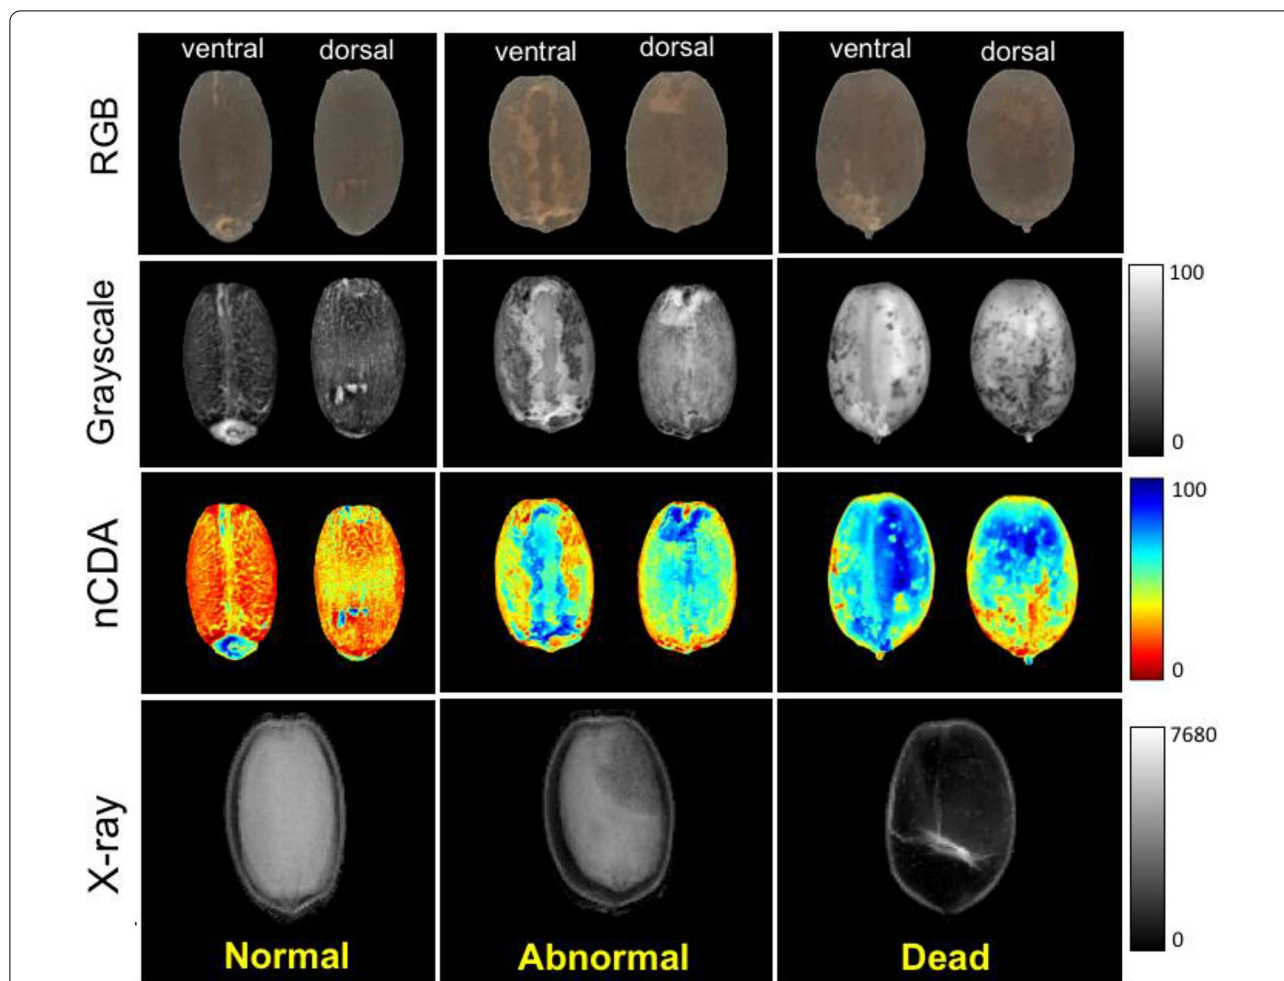 ventral dorsal ventral dorsal ventral dorsal
RGB
Grayscale
100
0
nCDA
100
0
X-ray
7680
0
Normal Abnormal Dead